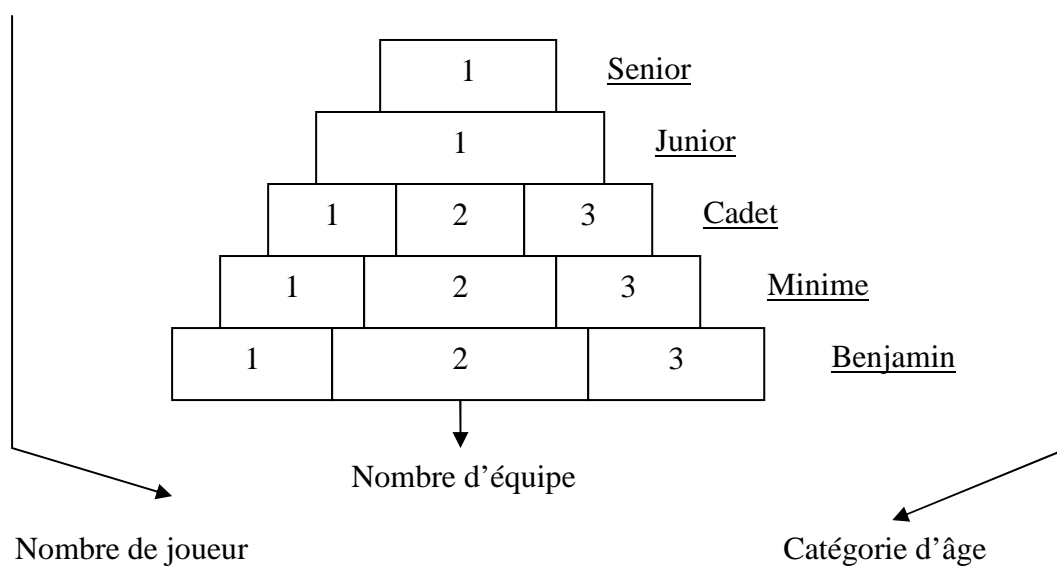 1 Senior
1 Junior
1 2 3 Cadet
1 2 3 Minime
1 2 3 Benjamin
Nombre d’équipe
Nombre de joueur Catégorie d’âge